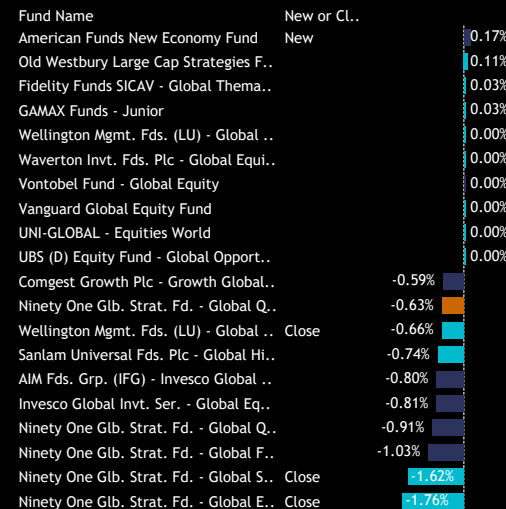 Fund Name New or Cl..
American Funds New Economy Fund New 0.17%
Old Westbury Large Cap Strategies F.. 0.11%
Fidelity Funds SICAV - Global Thema.. 0.03%
GAMAX Funds - Junior 0.03%
Wellington Mgmt. Fds. (LU) - Global .. 0.00%
Waverton Invt. Fds. Plc - Global Equi.. 0.00%
Vontobel Fund - Global Equity 0.00%
Vanguard Global Equity Fund 0.00%
UNI-GLOBAL - Equities World 0.00%
UBS (D) Equity Fund - Global Opport.. 0.00%
Comgest Growth Plc - Growth Global.. -0.59%
Ninety One Glb. Strat. Fd. - Global Q.. -0.63%
Wellington Mgmt. Fds. (LU) - Global .. Close -0.66%
Sanlam Universal Fds. Plc - Global Hi.. -0.74%
AIM Fds. Grp. (IFG) - Invesco Global .. -0.80%
Invesco Global Invt. Ser. - Global Eq.. -0.81%
Ninety One Glb. Strat. Fd. - Global Q.. -0.91%
Ninety One Glb. Strat. Fd. - Global F.. -1.03%
Ninety One Glb. Strat. Fd. - Global S.. Close -1.62%
Ninety One Glb. Strat. Fd. - Global E.. Close -1.76%